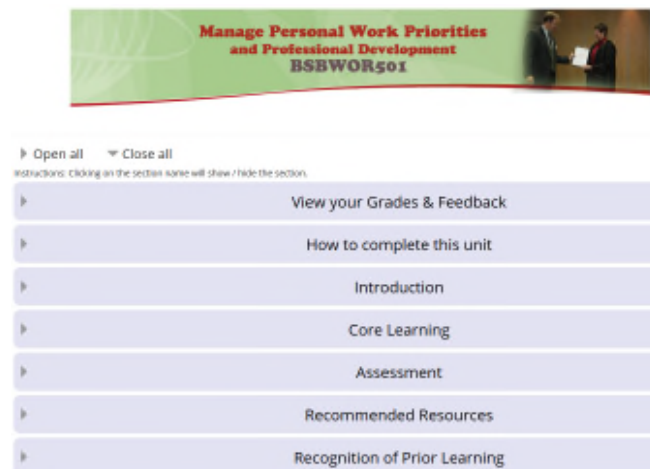 Manage Personal Work Priorities
and Professional Development
BSBWOR501
Open all Close all
Instructions: Clicking on the section name will show / hide the section.
View your Grades & Feedback
How to complete this unit
Introduction
Core Learning
Assessment
Recommended Resources
Recognition of Prior Learning